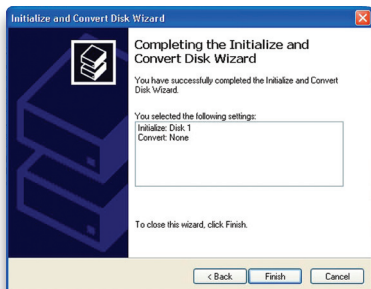 Initialize and Convert Disk Wizard
Completing the Initialize and
Convert Disk Wizard
You have successfully completed the Initialize and Convert
Disk Wizard.
You selected the following settings:
Initialize: Disk 1
Convert: None
To close this wizard, click Finish.
< Back
Finish
Cancel